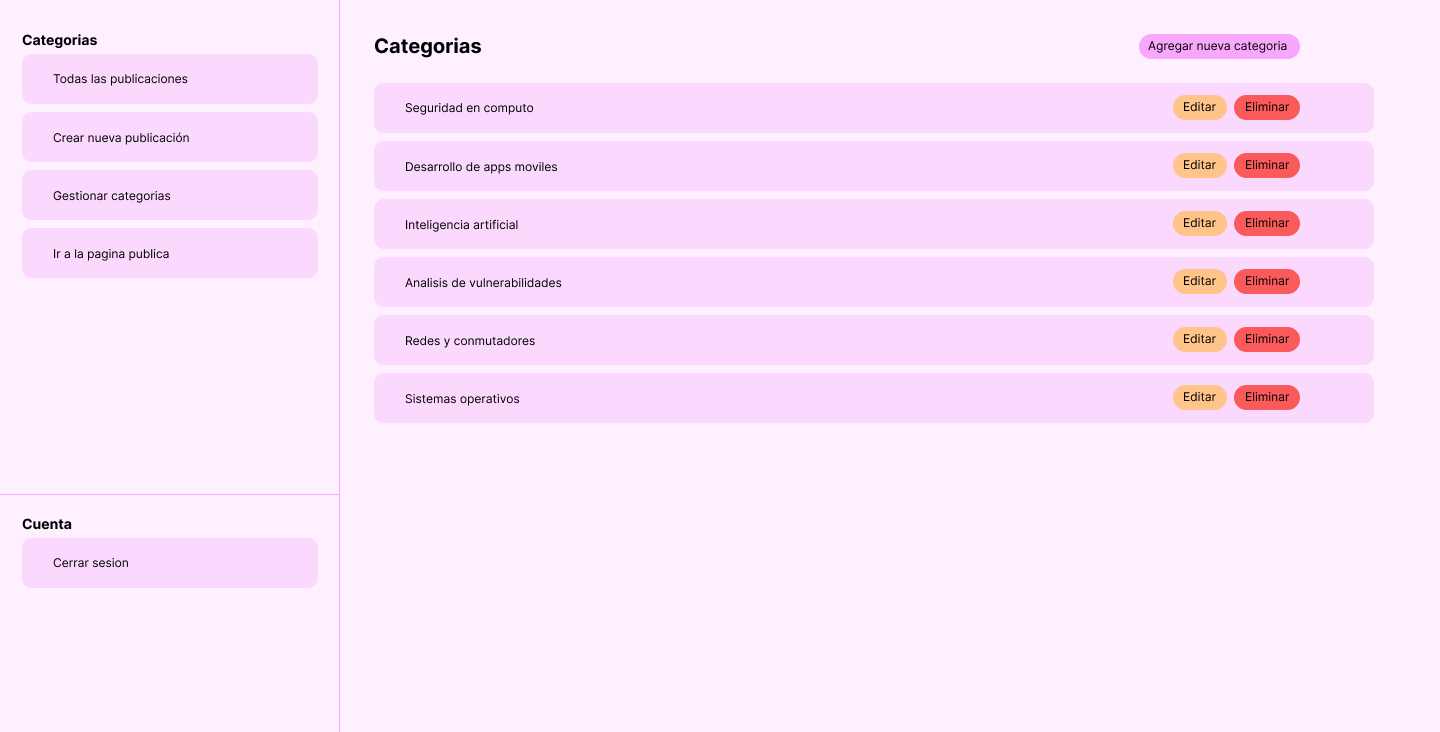 Categorias
Todas las publicaciones
Crear nueva publicación
Gestionar categorias
Ir a la pagina publica
Cuenta
Cerrar sesion
Categorias
Agregar nueva categoria
Seguridad en computo Editar Eliminar
Desarrollo de apps moviles Editar Eliminar
Inteligencia artificial Editar Eliminar
Analisis de vulnerabilidades Editar Eliminar
Redes y conmutadores Editar Eliminar
Sistemas operativos Editar Eliminar